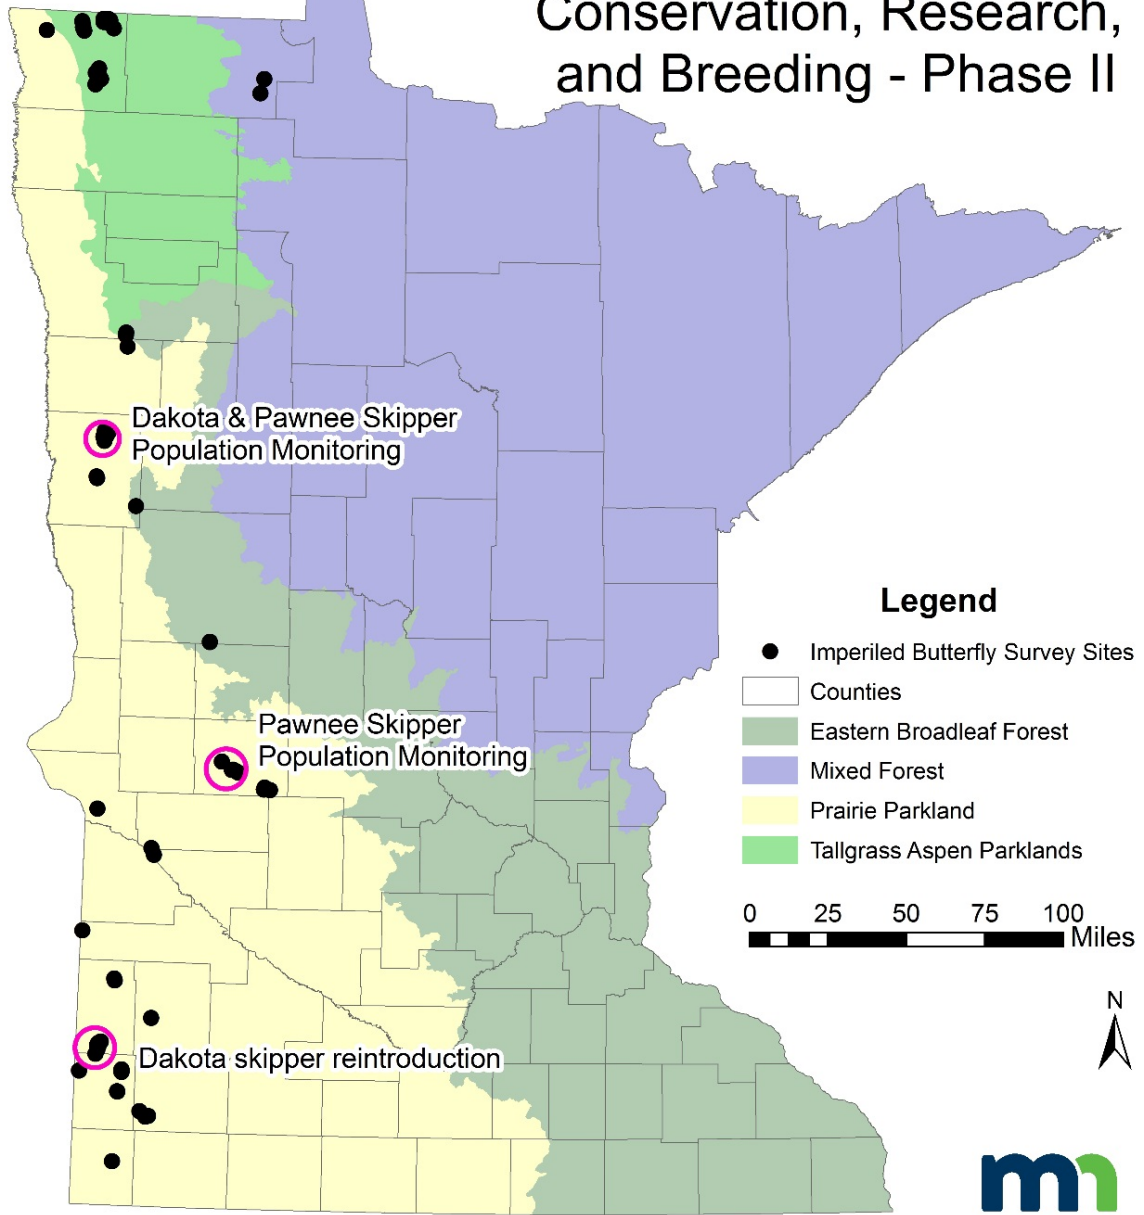 Conservation, Research,
and Breeding - Phase II
Dakota & Pawnee Skipper
Population Monitoring
Pawnee Skipper
Population Monitoring
Dakota skipper reintroduction
Legend
Imperiled Butterfly Survey Sites
Counties
Eastern Broadleaf Forest
Mixed Forest
Prairie Parkland
Tallgrass Aspen Parklands
0 25 50 75 100
Miles
N
mn